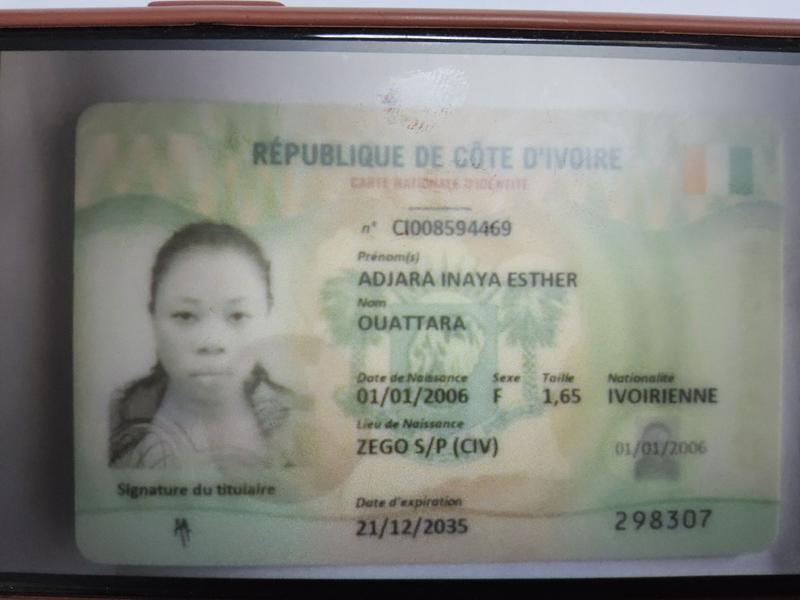 RÉPUBLIQUE DE CÔTE D'IVOIRE
CARTE NATIONALE D'IDENTITÉ
n° CI008594469
Prénom(s)
ADJARA INAYA ESTHER
Nom
OUATTARA
Date de Naissance Sexe Taille Nationalité
01/01/2006 F 1,65 IVOIRIENNE
Lieu de Naissance
ZEGO S/P (CIV)
01/01/2006
Signature du titulaire
Date d'expiration
21/12/2035
298307